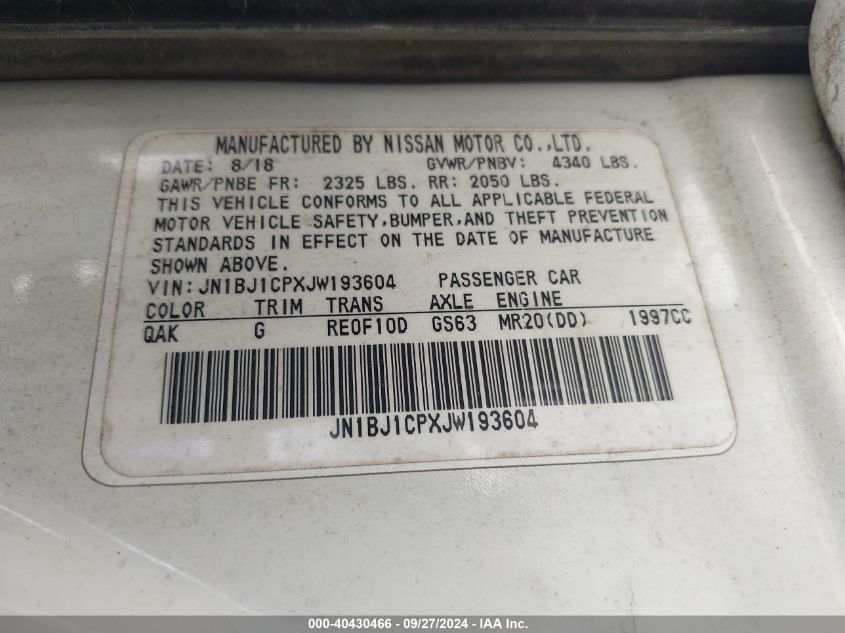 MANUFACTURED BY NISSAN MOTOR CO.,LTD.
DATE: 8/18 GVWR/PNBV: 4340 LBS.
GAWR/PNBE FR: 2325 LBS. RR: 2050 LBS.
THIS VEHICLE CONFORMS TO ALL APPLICABLE FEDERAL
MOTOR VEHICLE SAFETY,BUMPER,AND THEFT PREVENTION
STANDARDS IN EFFECT ON THE DATE OF MANUFACTURE
SHOWN ABOVE.
VIN:JN1BJ1CPXJW193604 PASSENGER CAR
COLOR TRIM TRANS AXLE ENGINE
QAK G RE0F10D GS63 MR20(DD) 1997CC
JN1BJ1CPXJW193604
000-40430466 - 09/27/2024 - IAA Inc.